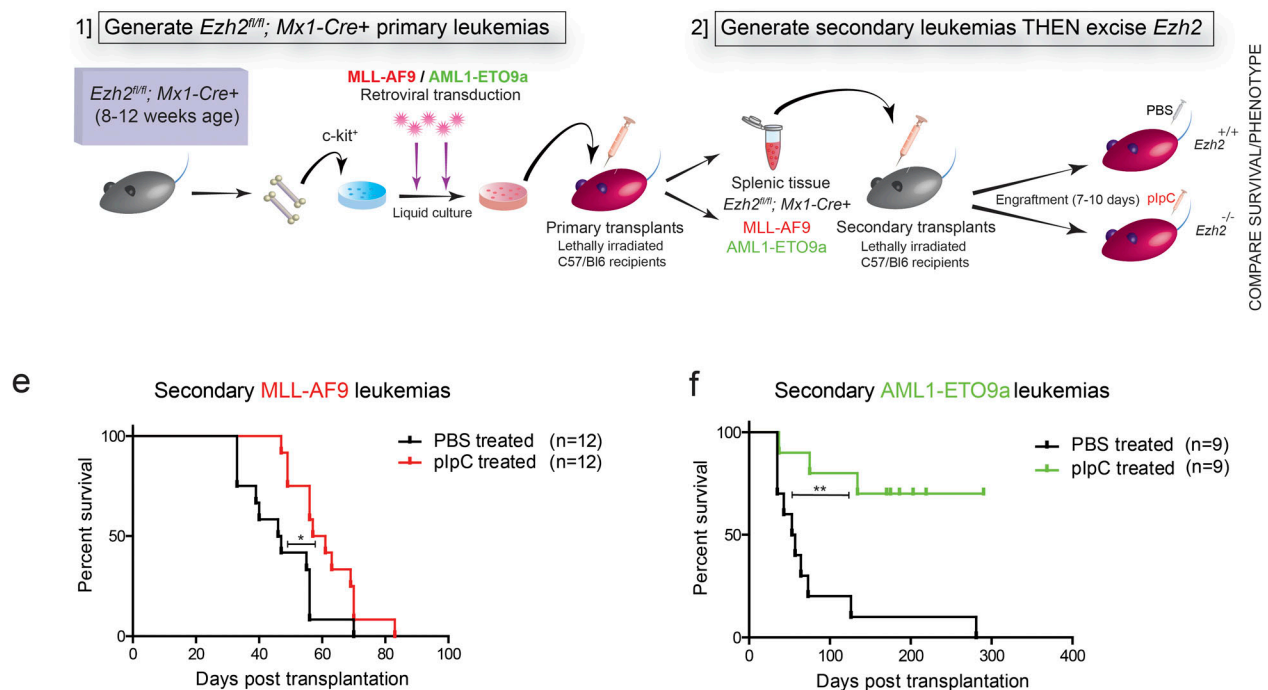 1] Generate Ezh2fl/fl; Mx1-Cre+ primary leukemias
2] Generate secondary leukemias THEN excise Ezh2
Ezh2fl/fl; Mx1-Cre+
(8-12 weeks age)
c-kit+
MLL-AF9 / AML1-ETO9a
Retroviral transduction
Liquid culture
Primary transplants
Lethally irradiated
C57/Bl6 recipients
Splenic tissue
Ezh2fl/fl; Mx1-Cre+
MLL-AF9
AML1-ETO9a
Secondary transplants
Lethally irradiated
C57/Bl6 recipients
Engraftment (7-10 days)
PBS
Ezh2+/+
pIpC
Ezh2-/-
COMPARE SURVIVAL/PHENOTYPE
e
Secondary MLL-AF9 leukemias
PBS treated (n=12)
pIpC treated (n=12)
Percent survival
100
50
0
*
0 20 40 60 80 100
Days post transplantation
f
Secondary AML1-ETO9a leukemias
PBS treated (n=9)
pIpC treated (n=9)
Percent survival
100
50
0
**
0 100 200 300 400
Days post transplantation